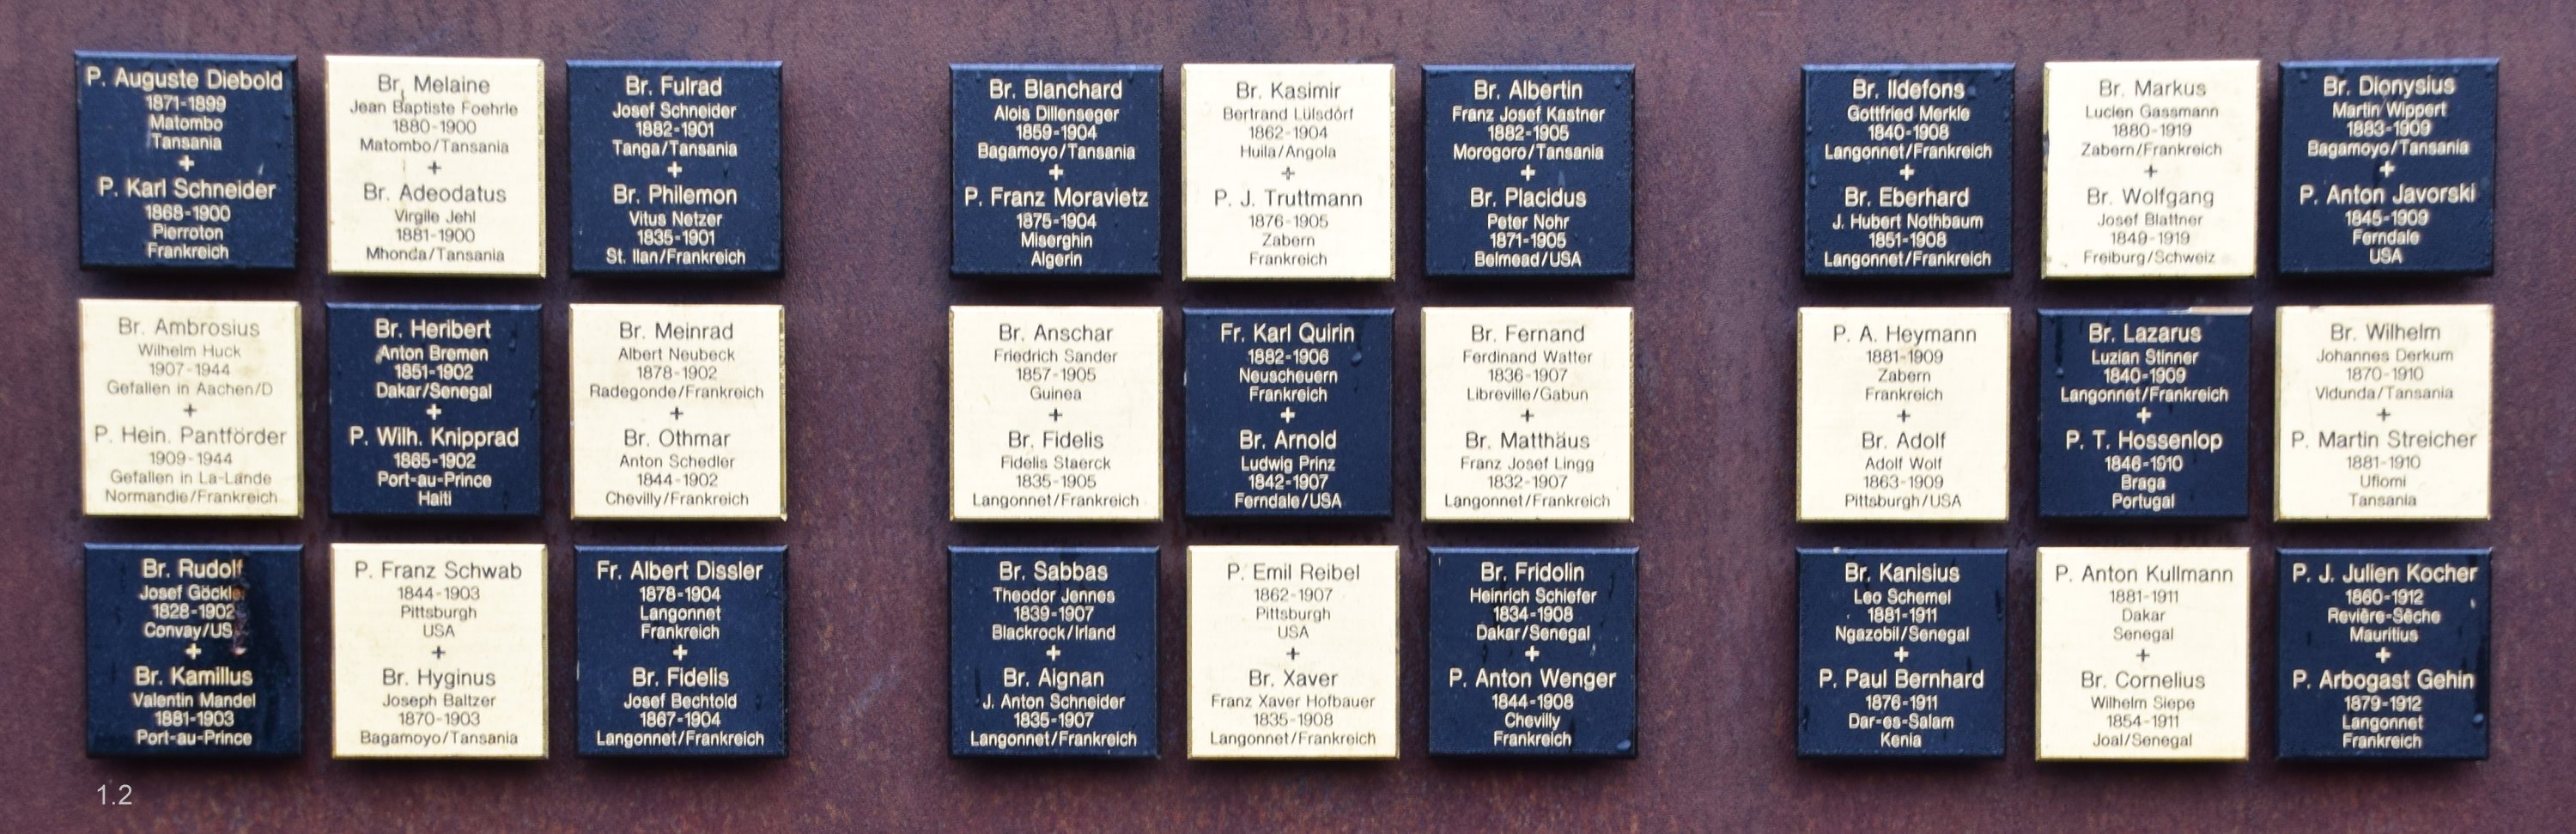 P. Auguste Diebold
1871-1899
Matombo
Tansania
+
P. Karl Schneider
1868-1900
Pierroton
Frankreich
Br. Melaine
Jean Baptiste Foehrle
1880-1900
Matombo/Tansania
+
Br. Adeodatus
Virgile Jehl
1881-1900
Mhonda/Tansania
Br. Fulrad
Josef Schneider
1882-1901
Tanga/Tansania
+
Br. Philemon
Vitus Netzer
1835-1901
St. Ilan/Frankreich
Br. Ambrosius
Wilhelm Huck
1907-1944
Gefallen in Aachen/D
+
P. Hein. Pantförder
1909-1944
Gefallen in La-Lande
Normandie/Frankreich
Br. Heribert
Anton Bremen
1851-1902
Dakar/Senegal
+
P. Wilh. Knipprad
1865-1902
Port-au-Prince
Haiti
Br. Meinrad
Albert Neubeck
1878-1902
Radegonde/Frankreich
+
Br. Othmar
Anton Schedler
1844-1902
Chevilly/Frankreich
Br. Rudolf
Josef Göckle
1828-1902
Convay/US
+
Br. Kamillus
Valentin Mandel
1881-1903
Port-au-Prince
P. Franz Schwab
1844-1903
Pittsburgh
USA
+
Br. Hyginus
Joseph Baltzer
1870-1903
Bagamoyo/Tansania
Fr. Albert Dissler
1878-1904
Langonnet
Frankreich
+
Br. Fidelis
Josef Bechtold
1867-1904
Langonnet/Frankreich
Br. Blanchard
Alois Dillenseger
1859-1904
Bagamoyo/Tansania
+
P. Franz Moravietz
1875-1904
Miserghin
Algerin
Br. Kasimir
Bertrand Lülsdörf
1862-1904
Huila/Angola
+
P. J. Truttmann
1876-1905
Zabern
Frankreich
Br. Albertin
Franz Josef Kastner
1882-1905
Morogoro/Tansania
+
Br. Placidus
Peter Nohr
1871-1905
Belmead/USA
Br. Anschar
Friedrich Sander
1857-1905
Guinea
+
Br. Fidelis
Fidelis Staerck
1835-1905
Langonnet/Frankreich
Fr. Karl Quirin
1882-1906
Neuscheuern
Frankreich
+
Br. Arnold
Ludwig Prinz
1842-1907
Ferndale/USA
Br. Fernand
Ferdinand Watter
1836-1907
Libreville/Gabun
+
Br. Matthäus
Franz Josef Lingg
1832-1907
Langonnet/Frankreich
Br. Sabbas
Theodor Jennes
1839-1907
Blackrock/Irland
+
Br. Aignan
J. Anton Schneider
1835-1907
Langonnet/Frankreich
P. Emil Reibel
1862-1907
Pittsburgh
USA
+
Br. Xaver
Franz Xaver Hofbauer
1835-1908
Langonnet/Frankreich
Br. Fridolin
Heinrich Schiefer
1834-1908
Dakar/Senegal
+
P. Anton Wenger
1844-1908
Chevilly
Frankreich
Br. Ildefons
Gottfried Merkle
1840-1908
Langonnet/Frankreich
+
Br. Eberhard
J. Hubert Nothbaum
1851-1908
Langonnet/Frankreich
Br. Markus
Lucien Gassmann
1880-1919
Zabern/Frankreich
+
Br. Wolfgang
Josef Blattner
1849-1919
Freiburg/Schweiz
Br. Dionysius
Martin Wippert
1883-1909
Bagamoyo/Tansania
+
P. Anton Javorski
1845-1909
Ferndale
USA
P. A. Heymann
1881-1909
Zabern
Frankreich
+
Br. Adolf
Adolf Wolf
1863-1909
Pittsburgh/USA
Br. Lazarus
Luzian Stinner
1840-1909
Langonnet/Frankreich
+
P. T. Hossenlop
1846-1910
Braga
Portugal
Br. Wilhelm
Johannes Derkum
1870-1910
Vidunda/Tansania
+
P. Martin Streicher
1881-1910
Ufiomi
Tansania
Br. Kanisius
Leo Schemel
1881-1911
Ngazobil/Senegal
+
P. Paul Bernhard
1876-1911
Dar-es-Salam
Kenia
P. Anton Kullmann
1881-1911
Dakar
Senegal
+
Br. Cornelius
Wilhelm Siepe
1854-1911
Joal/Senegal
P. J. Julien Kocher
1860-1912
Revière-Sèche
Mauritius
+
P. Arbogast Gehin
1879-1912
Langonnet
Frankreich
1.2